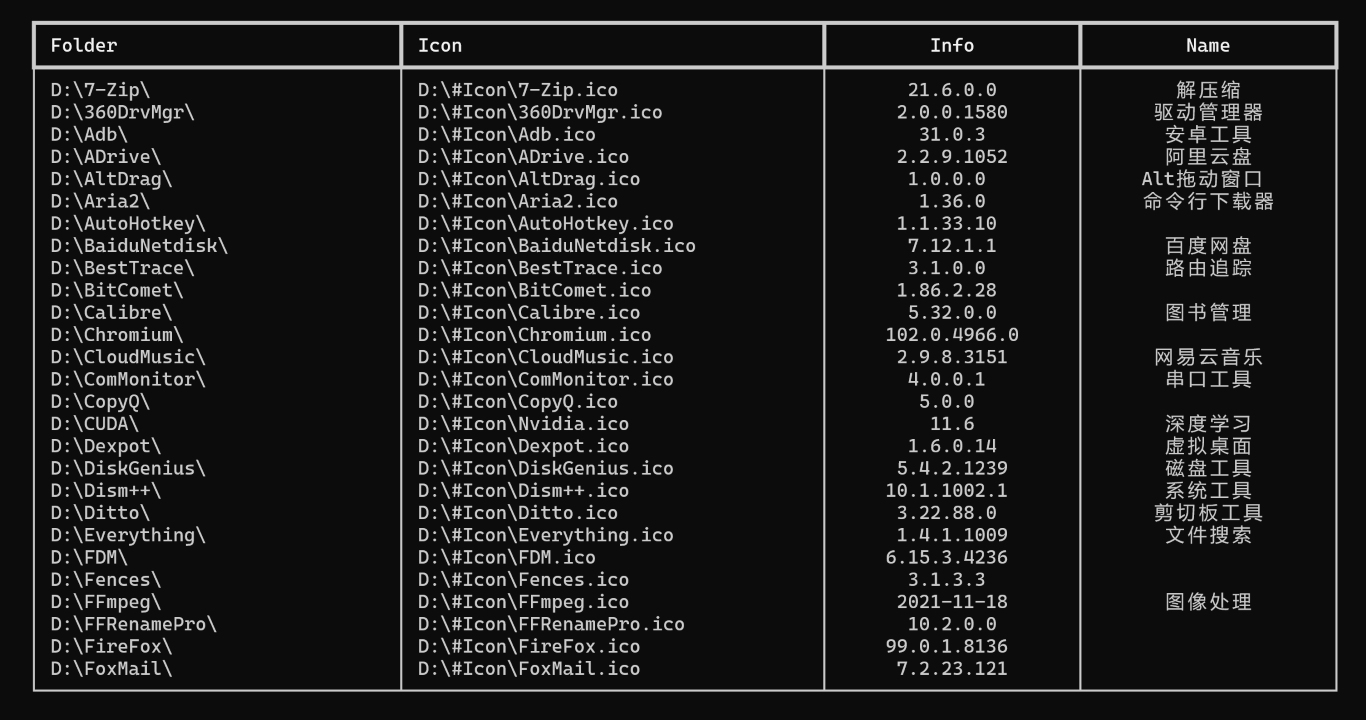 Folder Icon Info Name
D:\7-Zip\ D:\#Icon\7-Zip.ico 21.6.0.0 解压缩
D:\360DrvMgr\ D:\#Icon\360DrvMgr.ico 2.0.0.1580 驱动管理器
D:\Adb\ D:\#Icon\Adb.ico 31.0.3 安卓工具
D:\ADrive\ D:\#Icon\ADrive.ico 2.2.9.1052 阿里云盘
D:\AltDrag\ D:\#Icon\AltDrag.ico 1.0.0.0 Alt拖动窗口
D:\Aria2\ D:\#Icon\Aria2.ico 1.36.0 命令行下载器
D:\AutoHotkey\ D:\#Icon\AutoHotkey.ico 1.1.33.10
D:\BaiduNetdisk\ D:\#Icon\BaiduNetdisk.ico 7.12.1.1 百度网盘
D:\BestTrace\ D:\#Icon\BestTrace.ico 3.1.0.0 路由追踪
D:\BitComet\ D:\#Icon\BitComet.ico 1.86.2.28
D:\Calibre\ D:\#Icon\Calibre.ico 5.32.0.0 图书管理
D:\Chromium\ D:\#Icon\Chromium.ico 102.0.4966.0
D:\CloudMusic\ D:\#Icon\CloudMusic.ico 2.9.8.3151 网易云音乐
D:\ComMonitor\ D:\#Icon\ComMonitor.ico 4.0.0.1 串口工具
D:\CopyQ\ D:\#Icon\CopyQ.ico 5.0.0
D:\CUDA\ D:\#Icon\Nvidia.ico 11.6 深度学习
D:\Dexpot\ D:\#Icon\Dexpot.ico 1.6.0.14 虚拟桌面
D:\DiskGenius\ D:\#Icon\DiskGenius.ico 5.4.2.1239 磁盘工具
D:\Dism++\ D:\#Icon\Dism++.ico 10.1.1002.1 系统工具
D:\Ditto\ D:\#Icon\Ditto.ico 3.22.88.0 剪切板工具
D:\Everything\ D:\#Icon\Everything.ico 1.4.1.1009 文件搜索
D:\FDM\ D:\#Icon\FDM.ico 6.15.3.4236
D:\Fences\ D:\#Icon\Fences.ico 3.1.3.3
D:\FFmpeg\ D:\#Icon\FFmpeg.ico 2021-11-18 图像处理
D:\FFRenamePro\ D:\#Icon\FFRenamePro.ico 10.2.0.0
D:\FireFox\ D:\#Icon\FireFox.ico 99.0.1.8136
D:\FoxMail\ D:\#Icon\FoxMail.ico 7.2.23.121